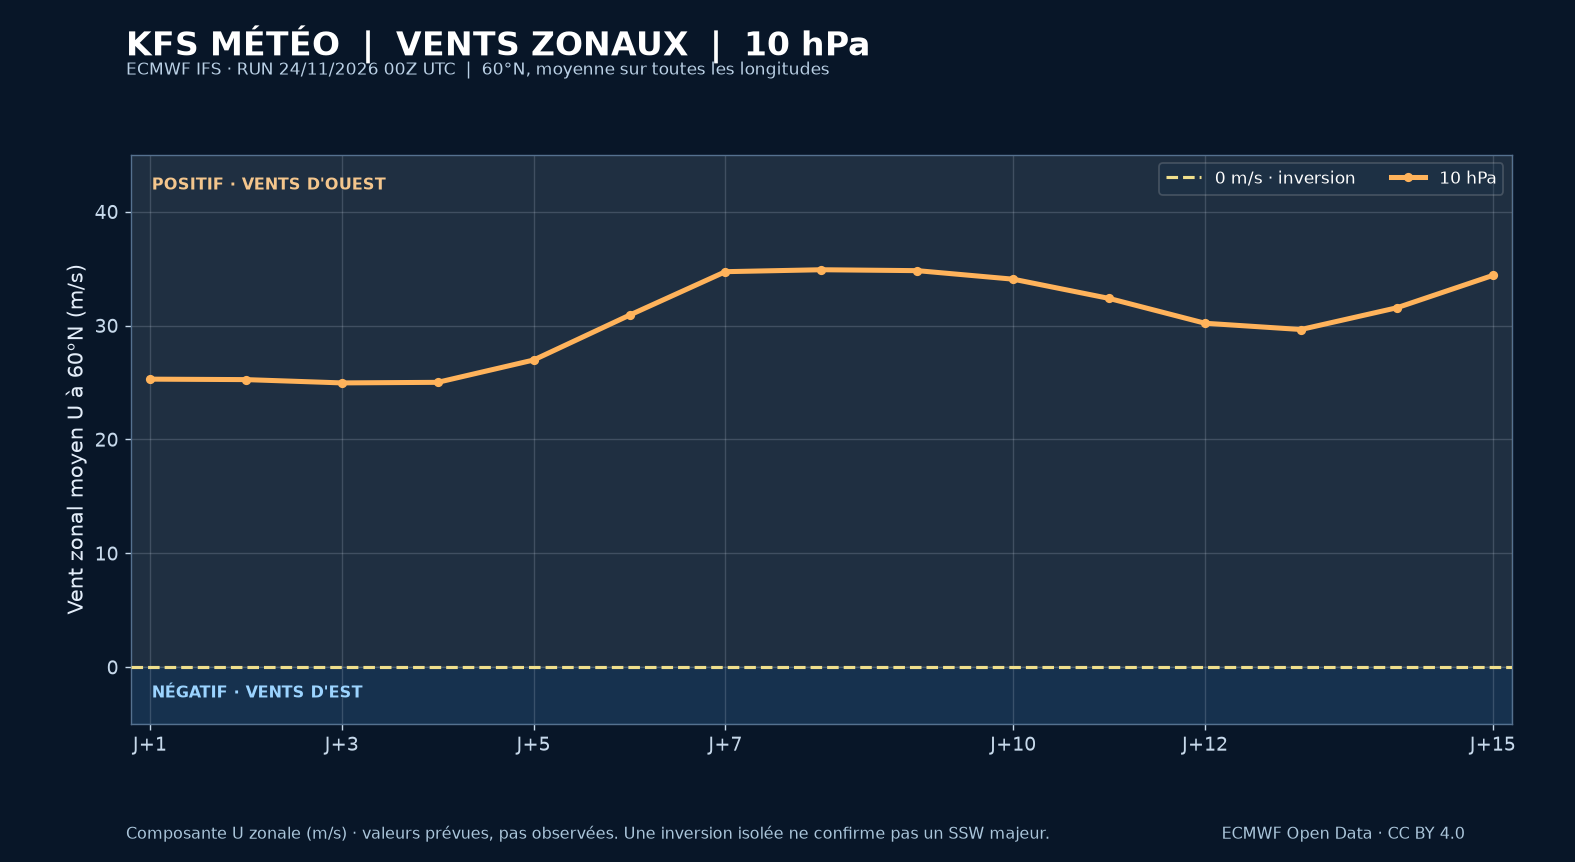 KFS MÉTÉO | VENTS ZONAUX | 10 hPa
ECMWF IFS · RUN 24/11/2026 00Z UTC | 60°N, moyenne sur toutes les longitudes
POSITIF · VENTS D'OUEST
0 m/s · inversion
10 hPa
Vent zonal moyen U à 60°N (m/s)
40
30
20
10
0
NÉGATIF · VENTS D'EST
J+1 J+3 J+5 J+7 J+10 J+12 J+15
Composante U zonale (m/s) · valeurs prévues, pas observées. Une inversion isolée ne confirme pas un SSW majeur.
ECMWF Open Data · CC BY 4.0